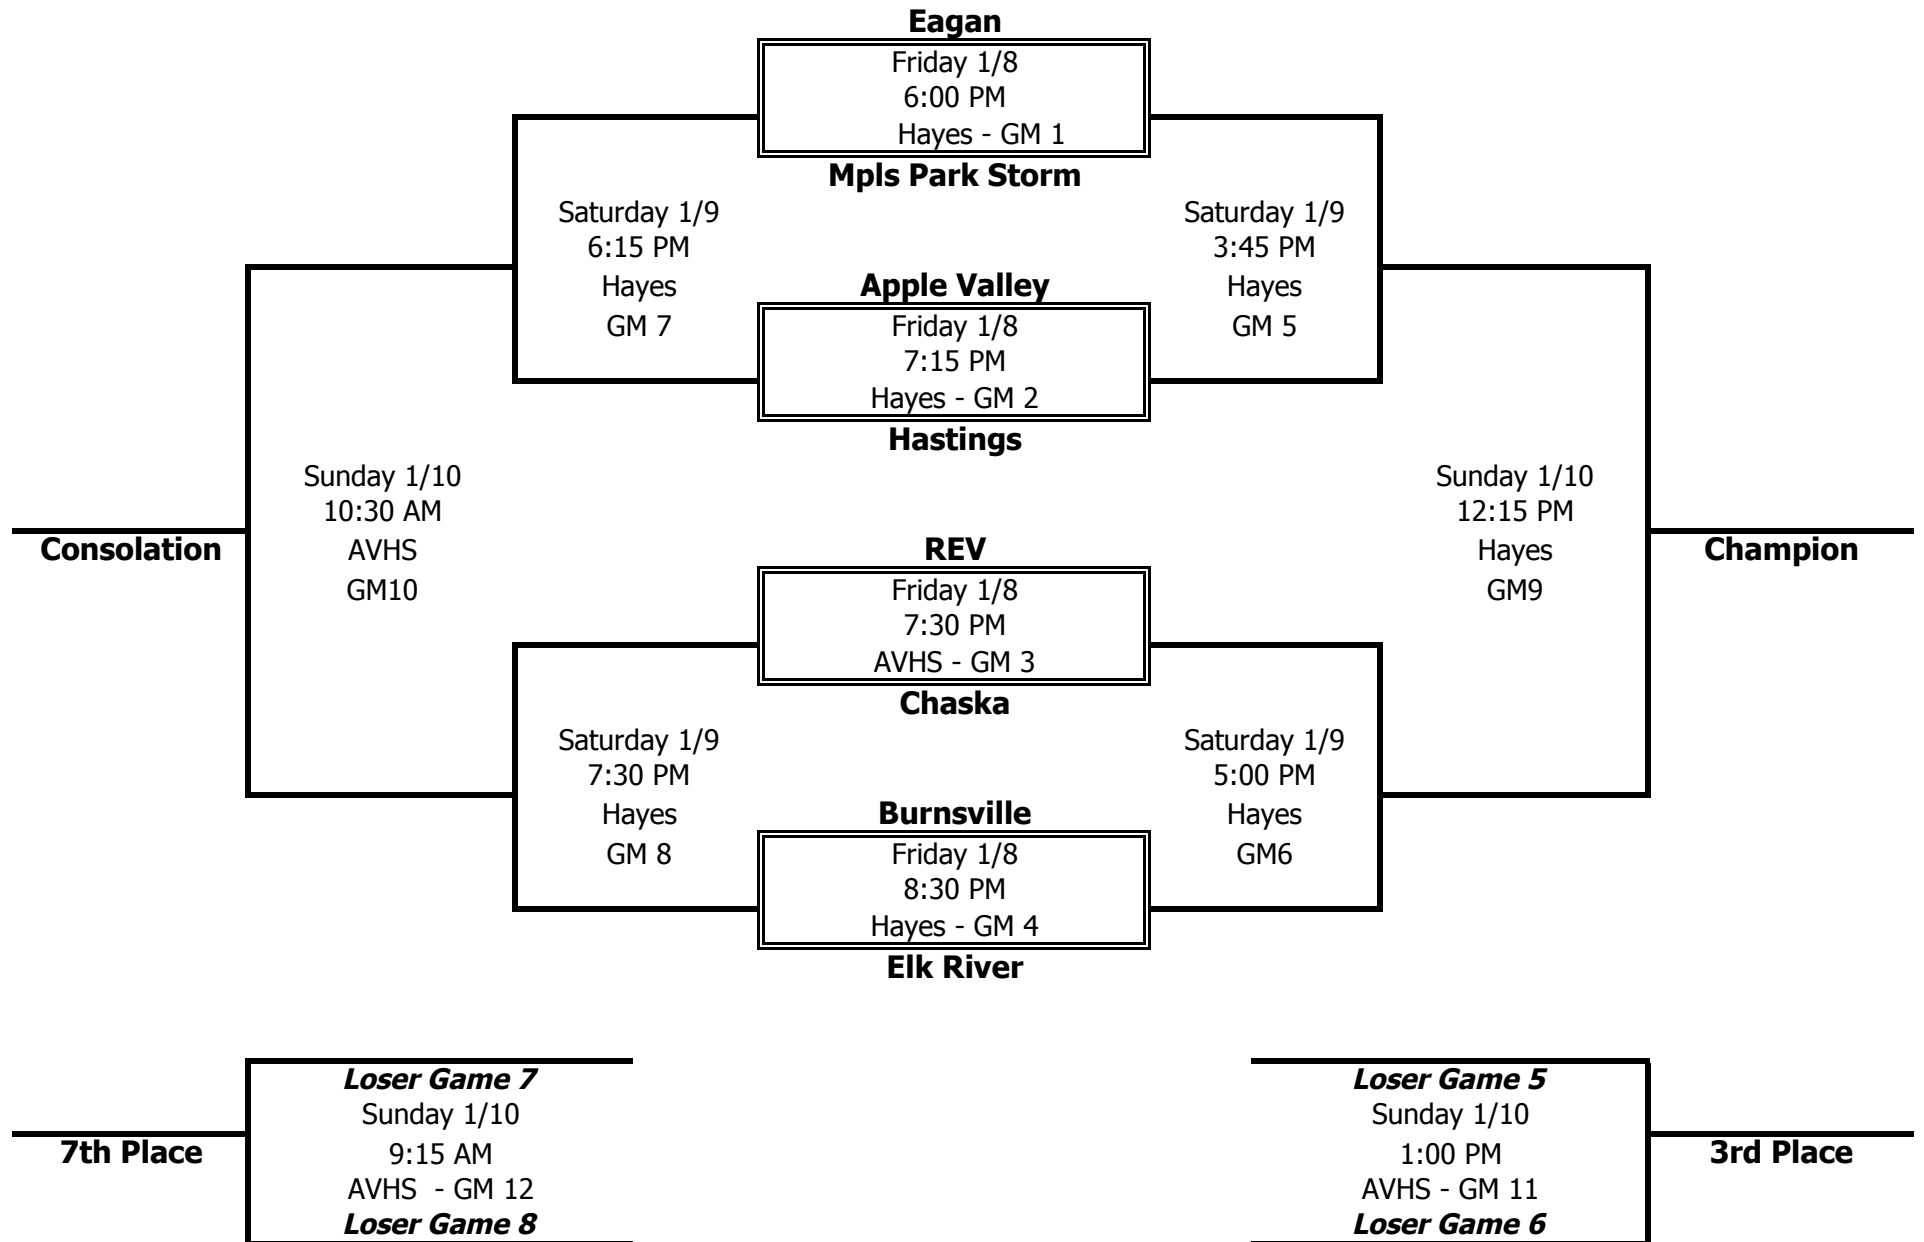 Eagan
Friday 1/8
6:00 PM
Hayes - GM 1
Mpls Park Storm
Saturday 1/9
6:15 PM
Hayes
GM 7
Saturday 1/9
3:45 PM
Hayes
GM 5
Apple Valley
Friday 1/8
7:15 PM
Hayes - GM 2
Hastings
Sunday 1/10
10:30 AM
AVHS
GM10
Consolation
Sunday 1/10
12:15 PM
Hayes
GM9
Champion
REV
Friday 1/8
7:30 PM
AVHS - GM 3
Chaska
Saturday 1/9
7:30 PM
Hayes
GM 8
Saturday 1/9
5:00 PM
Hayes
GM6
Burnsville
Friday 1/8
8:30 PM
Hayes - GM 4
Elk River
Loser Game 7
Sunday 1/10
9:15 AM
AVHS  - GM 12
Loser Game 8
7th Place
Loser Game 5
Sunday 1/10
1:00 PM
AVHS - GM 11
Loser Game 6
3rd Place